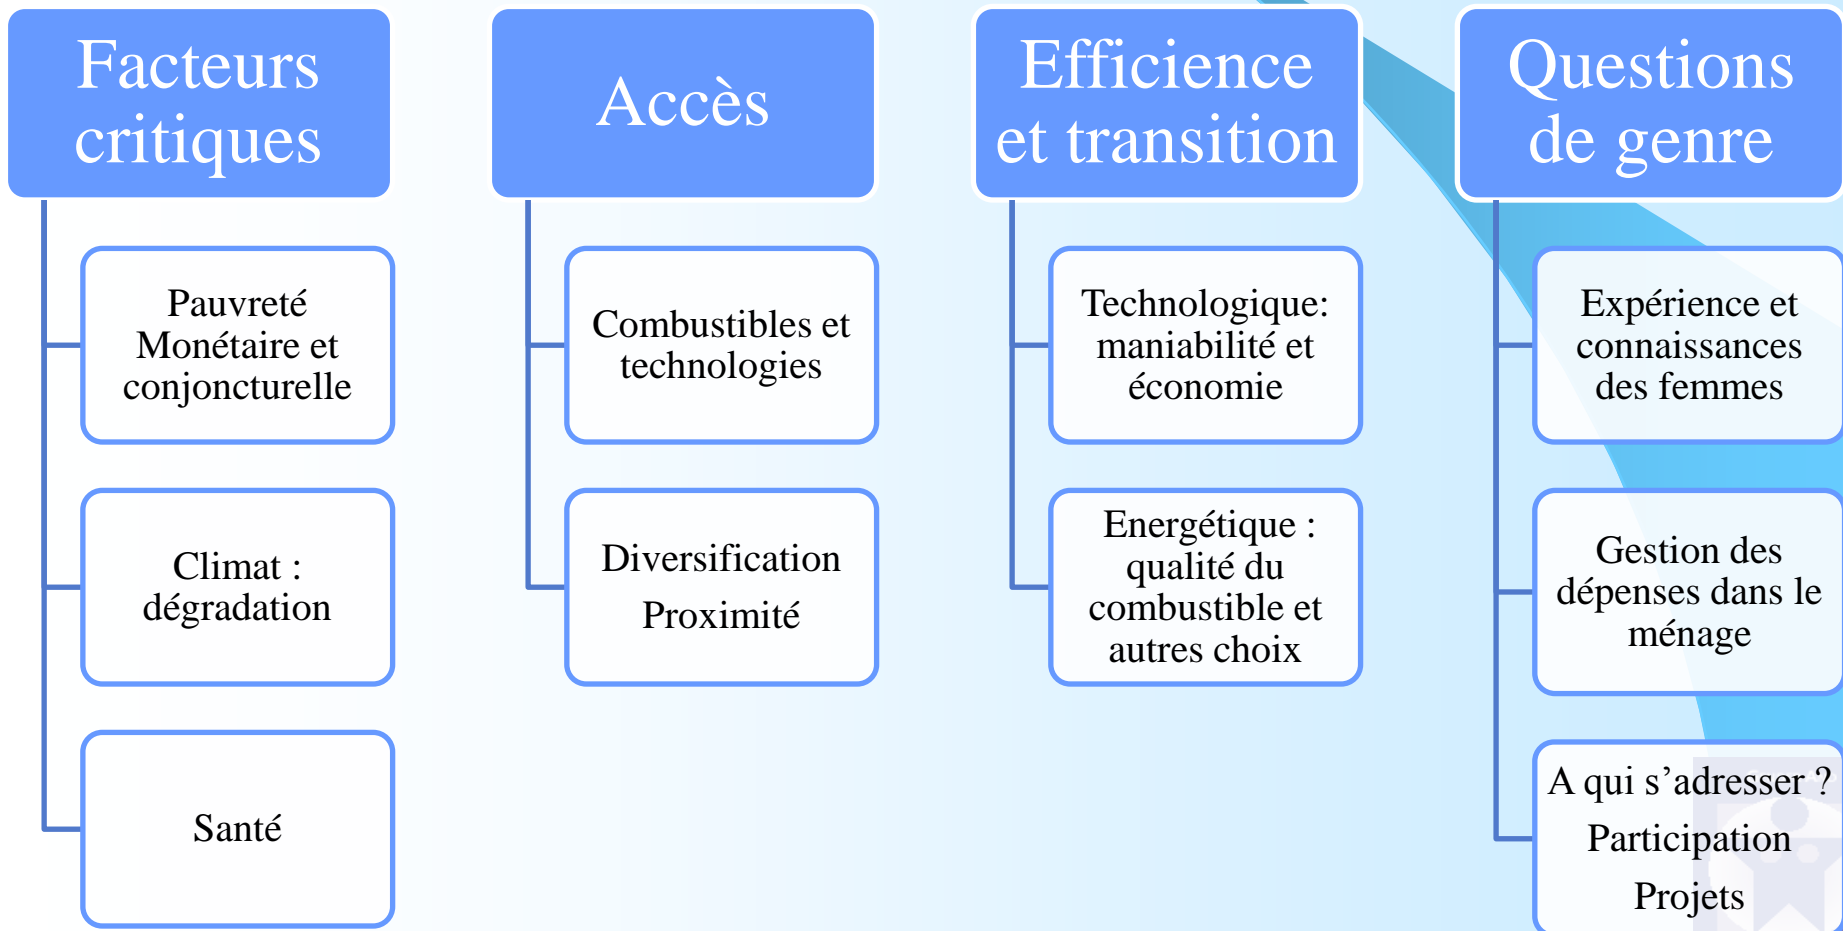 Facteurs
critiques
Pauvreté
Monétaire et
conjoncturelle
Climat :
dégradation
Santé
Accès
Combustibles et
technologies
Diversification
Proximité
Efficience
et transition
Technologique:
maniabilité et
économie
Energétique :
qualité du
combustible et
autres choix
Questions
de genre
Expérience et
connaissances
des femmes
Gestion des
dépenses dans le
ménage
A qui s’adresser ?
Participation
Projets